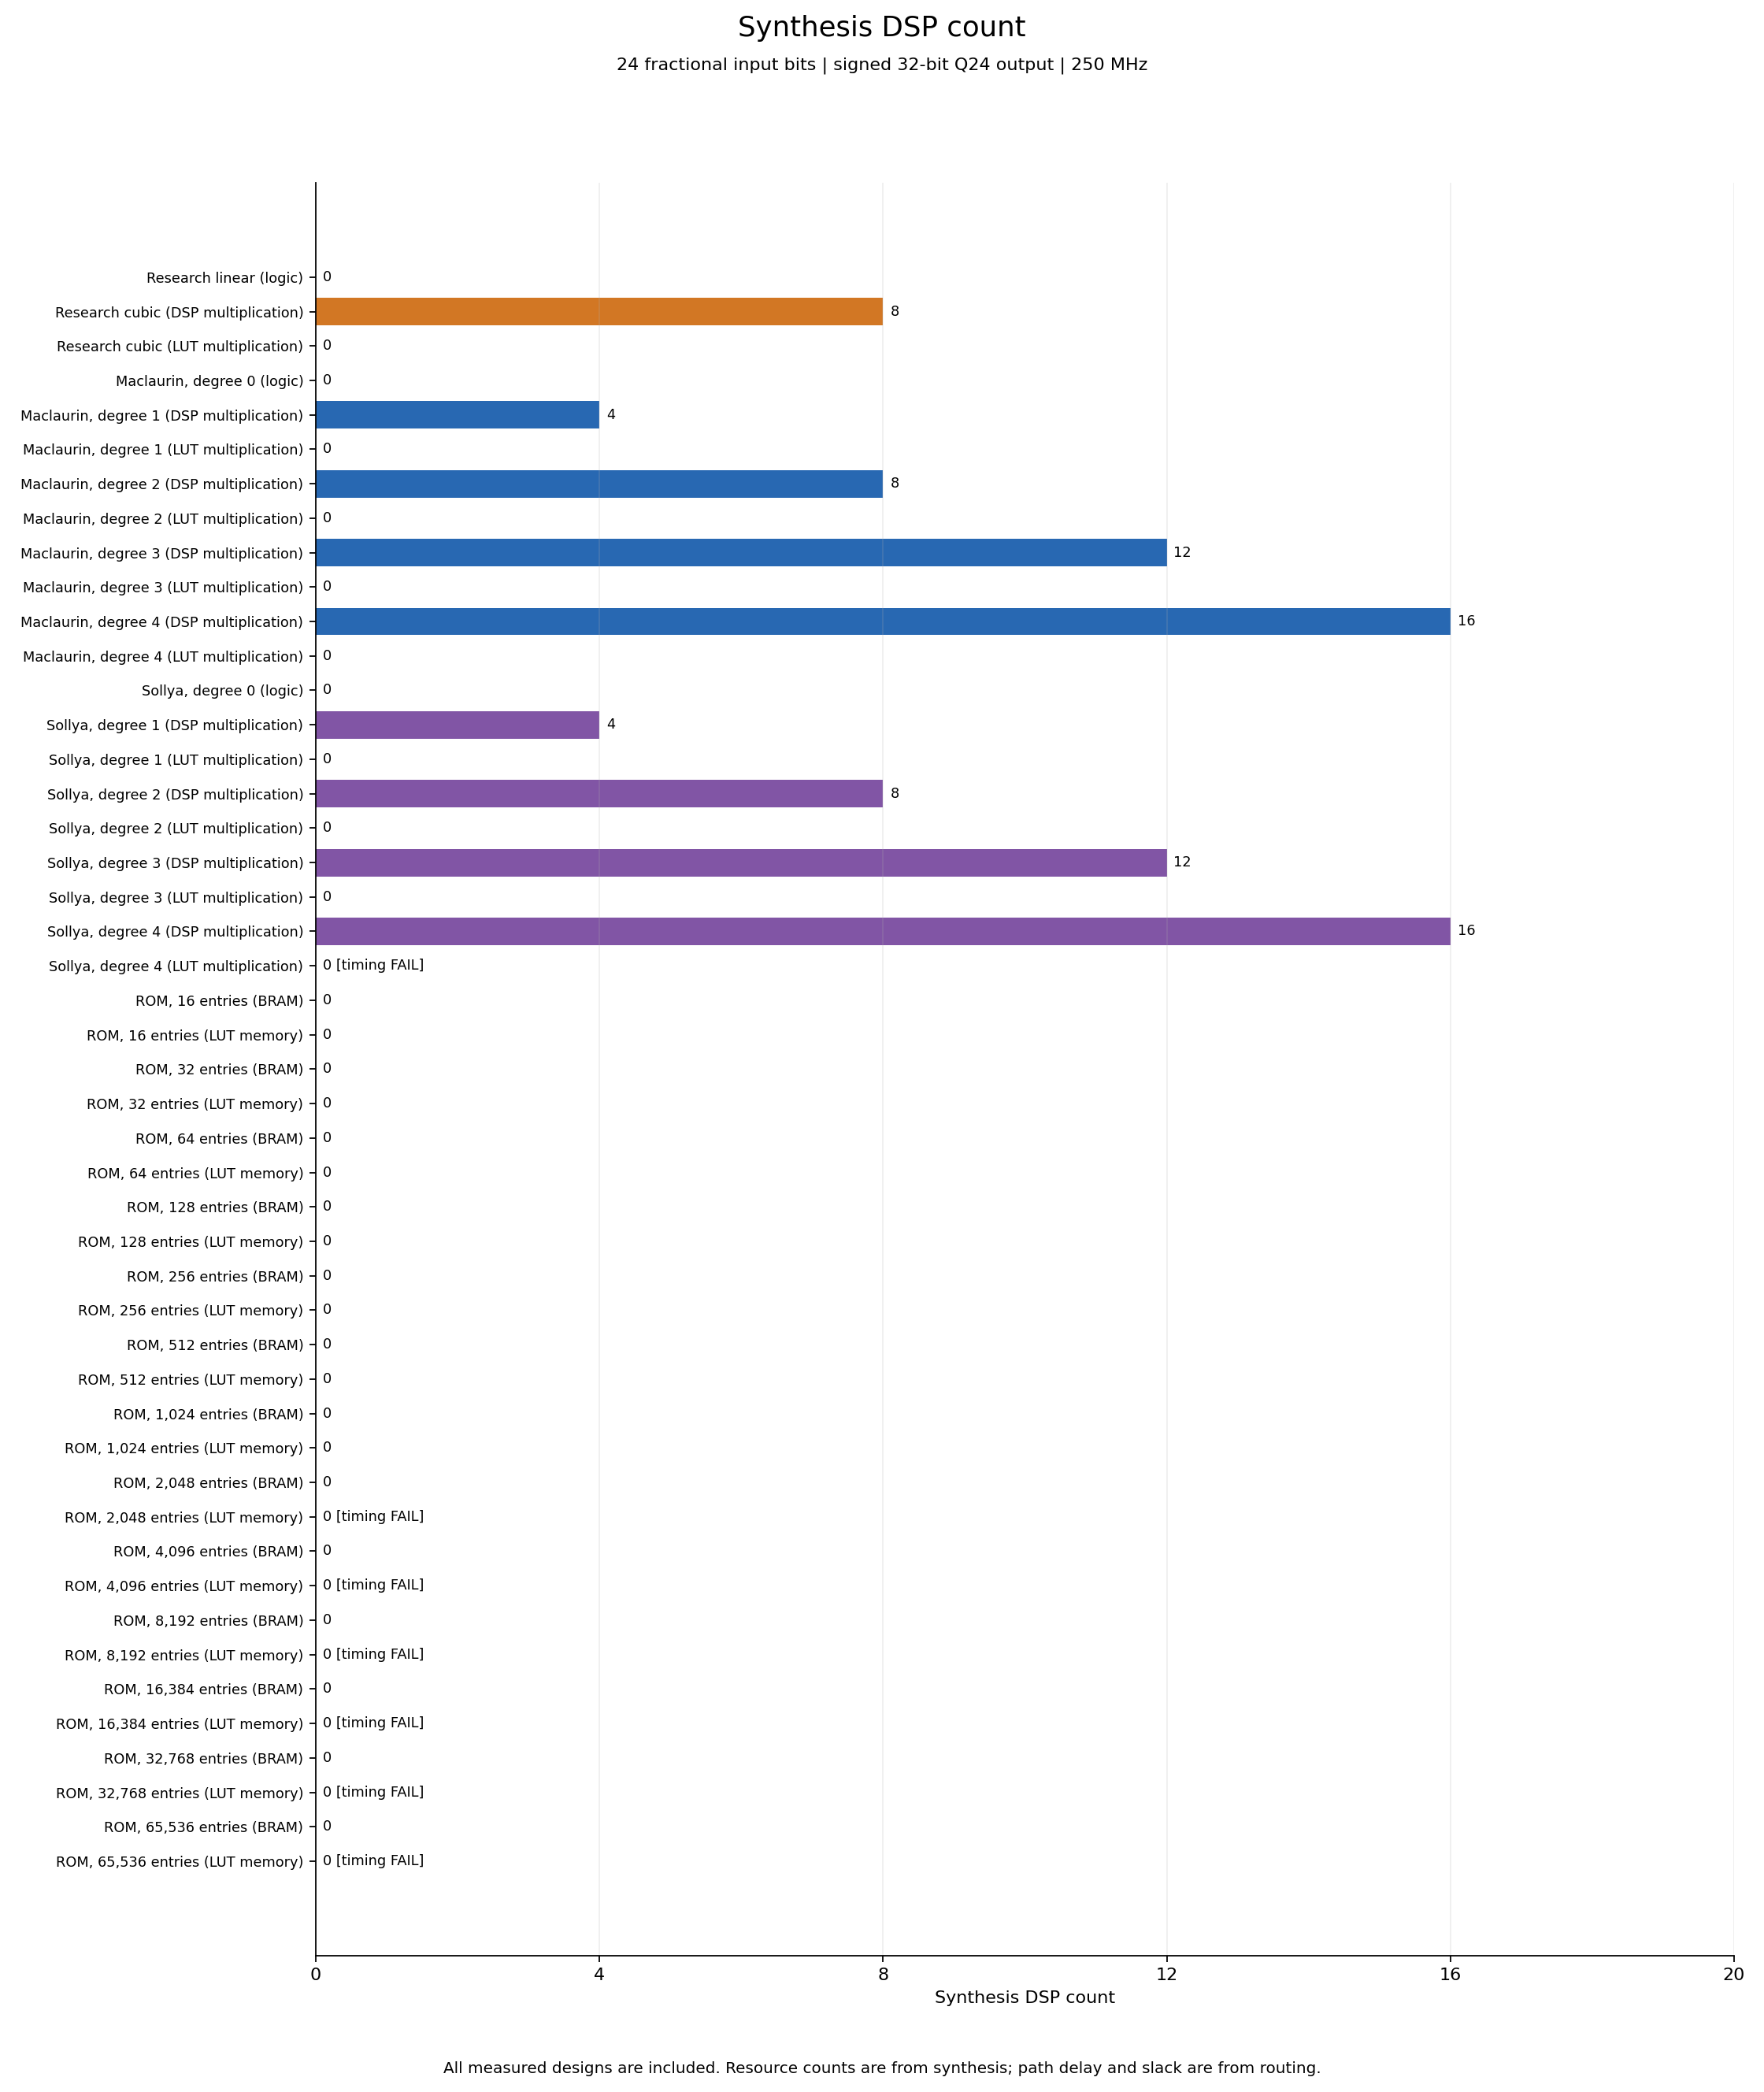 Synthesis DSP count
24 fractional input bits | signed 32-bit Q24 output | 250 MHz
Research linear (logic) 0
Research cubic (DSP multiplication) 8
Research cubic (LUT multiplication) 0
Maclaurin, degree 0 (logic) 0
Maclaurin, degree 1 (DSP multiplication) 4
Maclaurin, degree 1 (LUT multiplication) 0
Maclaurin, degree 2 (DSP multiplication) 8
Maclaurin, degree 2 (LUT multiplication) 0
Maclaurin, degree 3 (DSP multiplication) 12
Maclaurin, degree 3 (LUT multiplication) 0
Maclaurin, degree 4 (DSP multiplication) 16
Maclaurin, degree 4 (LUT multiplication) 0
Sollya, degree 0 (logic) 0
Sollya, degree 1 (DSP multiplication) 4
Sollya, degree 1 (LUT multiplication) 0
Sollya, degree 2 (DSP multiplication) 8
Sollya, degree 2 (LUT multiplication) 0
Sollya, degree 3 (DSP multiplication) 12
Sollya, degree 3 (LUT multiplication) 0
Sollya, degree 4 (DSP multiplication) 16
Sollya, degree 4 (LUT multiplication) 0 [timing FAIL]
ROM, 16 entries (BRAM) 0
ROM, 16 entries (LUT memory) 0
ROM, 32 entries (BRAM) 0
ROM, 32 entries (LUT memory) 0
ROM, 64 entries (BRAM) 0
ROM, 64 entries (LUT memory) 0
ROM, 128 entries (BRAM) 0
ROM, 128 entries (LUT memory) 0
ROM, 256 entries (BRAM) 0
ROM, 256 entries (LUT memory) 0
ROM, 512 entries (BRAM) 0
ROM, 512 entries (LUT memory) 0
ROM, 1,024 entries (BRAM) 0
ROM, 1,024 entries (LUT memory) 0
ROM, 2,048 entries (BRAM) 0
ROM, 2,048 entries (LUT memory) 0 [timing FAIL]
ROM, 4,096 entries (BRAM) 0
ROM, 4,096 entries (LUT memory) 0 [timing FAIL]
ROM, 8,192 entries (BRAM) 0
ROM, 8,192 entries (LUT memory) 0 [timing FAIL]
ROM, 16,384 entries (BRAM) 0
ROM, 16,384 entries (LUT memory) 0 [timing FAIL]
ROM, 32,768 entries (BRAM) 0
ROM, 32,768 entries (LUT memory) 0 [timing FAIL]
ROM, 65,536 entries (BRAM) 0
ROM, 65,536 entries (LUT memory) 0 [timing FAIL]
0 4 8 12 16 20
Synthesis DSP count
All measured designs are included. Resource counts are from synthesis; path delay and slack are from routing.